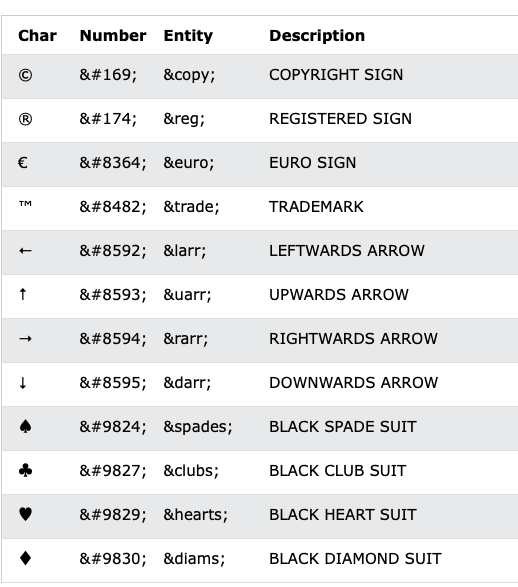 Char Number Entity Description
© &#169; &copy; COPYRIGHT SIGN
® &#174; &reg; REGISTERED SIGN
€ &#8364; &euro; EURO SIGN
™ &#8482; &trade; TRADEMARK
← &#8592; &larr; LEFTWARDS ARROW
↑ &#8593; &uarr; UPWARDS ARROW
→ &#8594; &rarr; RIGHTWARDS ARROW
↓ &#8595; &darr; DOWNWARDS ARROW
♠ &#9824; &spades; BLACK SPADE SUIT
♣ &#9827; &clubs; BLACK CLUB SUIT
♥ &#9829; &hearts; BLACK HEART SUIT
♦ &#9830; &diams; BLACK DIAMOND SUIT